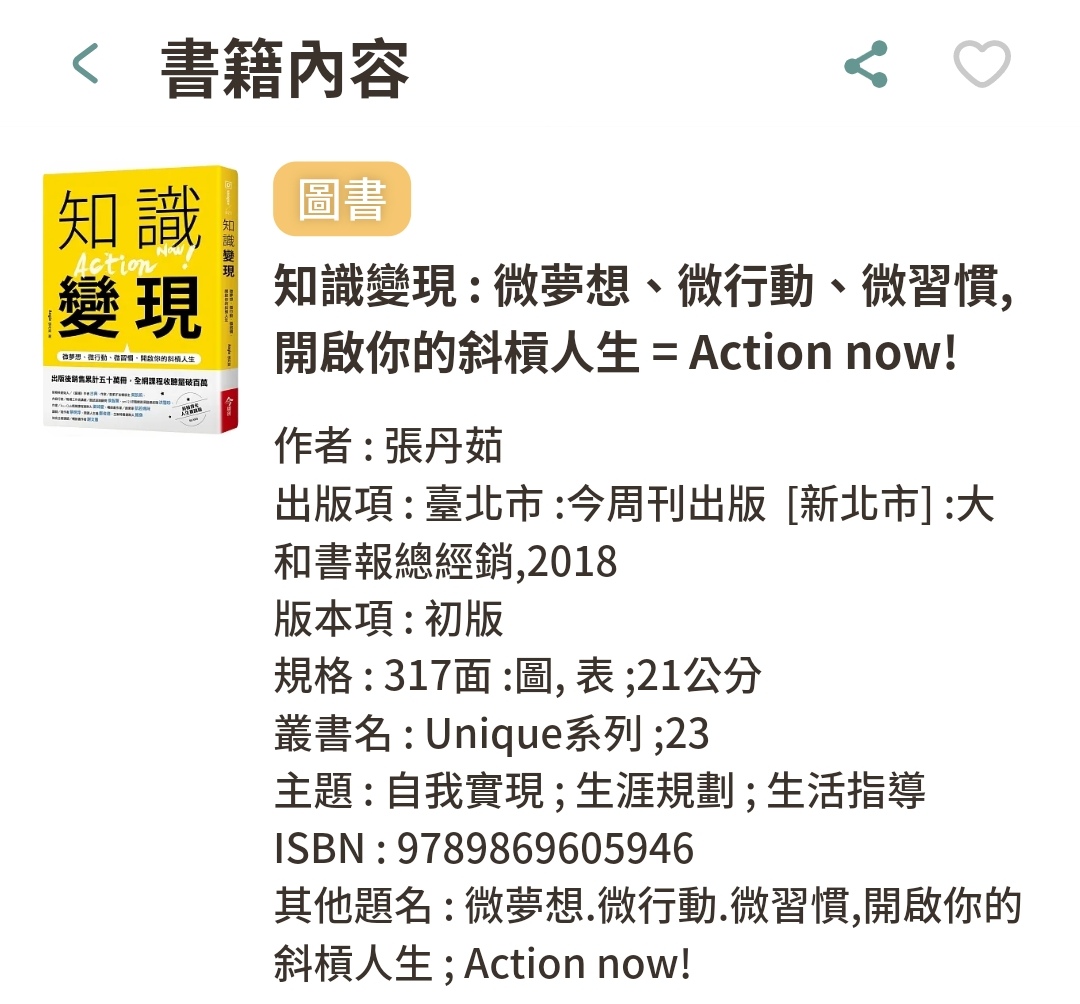 書籍內容
知識
Action Now!
變現
微夢想、微行動、微習慣、開啟你的斜槓人生
出版後銷售累計五十萬冊，全網課程收聽量破百萬
知識變現
今周刊
圖書
知識變現 : 微夢想、微行動、微習慣,
開啟你的斜槓人生 = Action now!
作者 : 張丹茹
出版項 : 臺北市 :今周刊出版 [新北市] :大
和書報總經銷,2018
版本項 : 初版
規格 : 317面 :圖, 表 ;21公分
叢書名 : Unique系列 ;23
主題 : 自我實現 ; 生涯規劃 ; 生活指導
ISBN : 9789869605946
其他題名 : 微夢想.微行動.微習慣,開啟你的
斜槓人生 ; Action now!